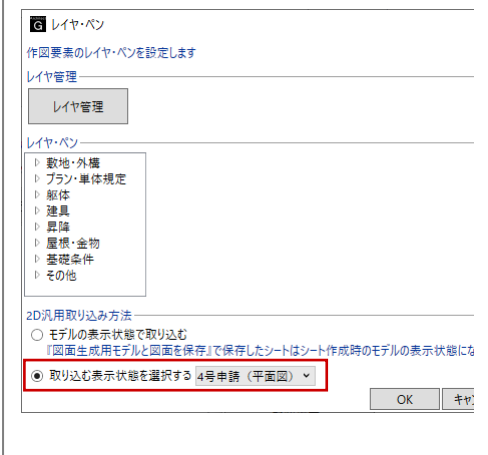 G レイヤ・ペン
作図要素のレイヤ・ペンを設定します
レイヤ管理
レイヤ管理
レイヤ・ペン
敷地・外構
プラン・単体規定
躯体
建具
昇降
屋根・金物
基礎条件
その他
2D汎用取り込み方法
モデルの表示状態で取り込む
『図面生成用モデルと図面を保存』で保存したシートはシート作成時のモデルの表示状態にな
取り込む表示状態を選択する 4号申請（平面図）
OK キャ